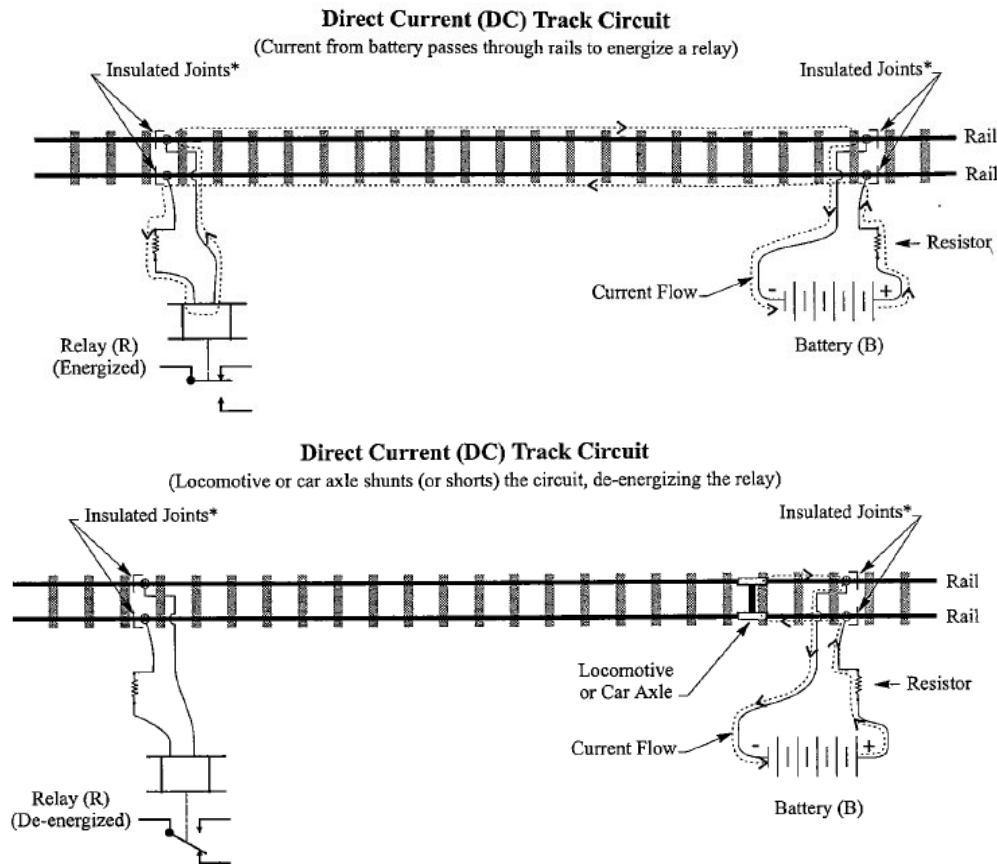 Direct Current (DC) Track Circuit
(Current from battery passes through rails to energize a relay)
Insulated Joints*
Insulated Joints*
Rail
Rail
Resistor
Current Flow
-
+
Relay (R)
(Energized)
Battery (B)
Direct Current (DC) Track Circuit
(Locomotive or car axle shunts (or shorts) the circuit, de-energizing the relay)
Insulated Joints*
Insulated Joints*
Rail
Rail
Locomotive
or Car Axle
Resistor
Current Flow
-
+
Relay (R)
(De-energized)
Battery (B)